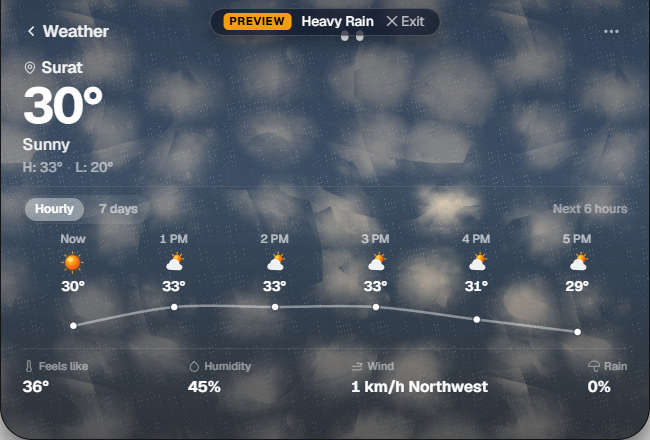 PREVIEW Heavy Rain Exit
Weather
Surat
30°
Sunny
H: 33° · L: 20°
Hourly 7 days Next 6 hours
Now 1 PM 2 PM 3 PM 4 PM 5 PM
30° 33° 33° 33° 31° 29°
Feels like Humidity Wind Rain
36° 45% 1 km/h Northwest 0%